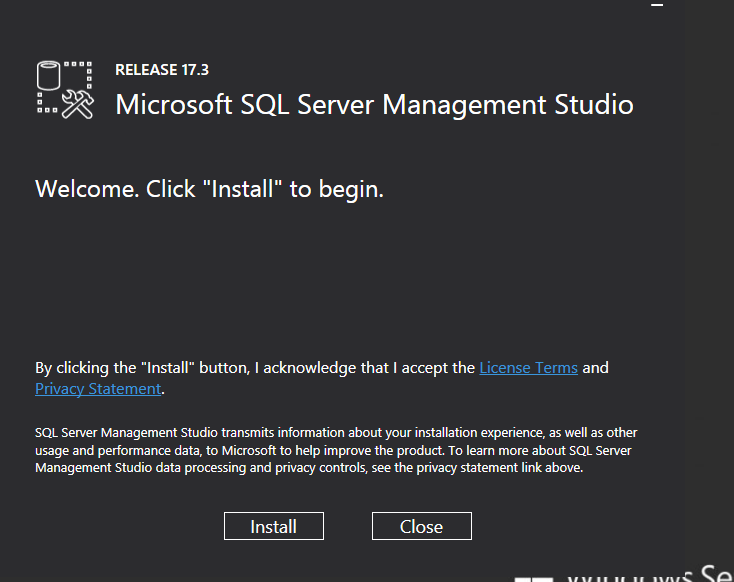 RELEASE 17.3
Microsoft SQL Server Management Studio
Welcome. Click "Install" to begin.
By clicking the "Install" button, I acknowledge that I accept the License Terms and
Privacy Statement.
SQL Server Management Studio transmits information about your installation experience, as well as other
usage and performance data, to Microsoft to help improve the product. To learn more about SQL Server
Management Studio data processing and privacy controls, see the privacy statement link above.
Install Close
Windows Se